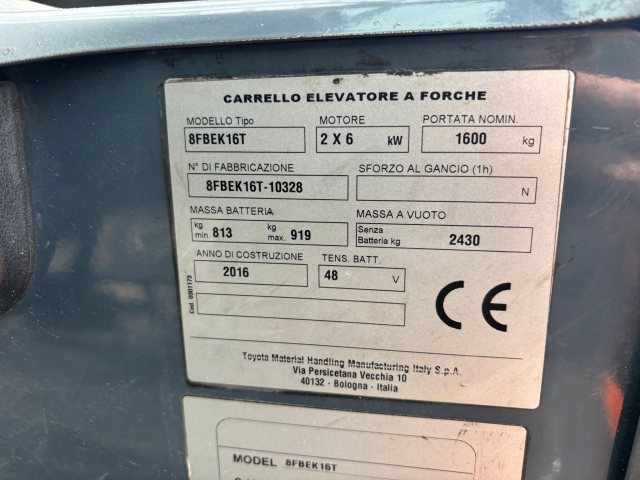 CARRELLO ELEVATORE A FORCHE
MODELLO Tipo MOTORE PORTATA NOMIN.
8FBEK16T 2 X 6 kW 1600 kg
N° DI FABBRICAZIONE SFORZO AL GANCIO (1h)
8FBEK16T-10328 N
MASSA BATTERIA MASSA A VUOTO
kg min. 813 kg max. 919 Senza Batteria kg 2430
ANNO DI COSTRUZIONE TENS. BATT.
2016 48 V
CE
Cod. 0301173
Toyota Material Handling Manufacturing Italy S.p.A.
Via Persicetana Vecchia 10
40132 - Bologna - Italia
MODEL 8FBEK16T